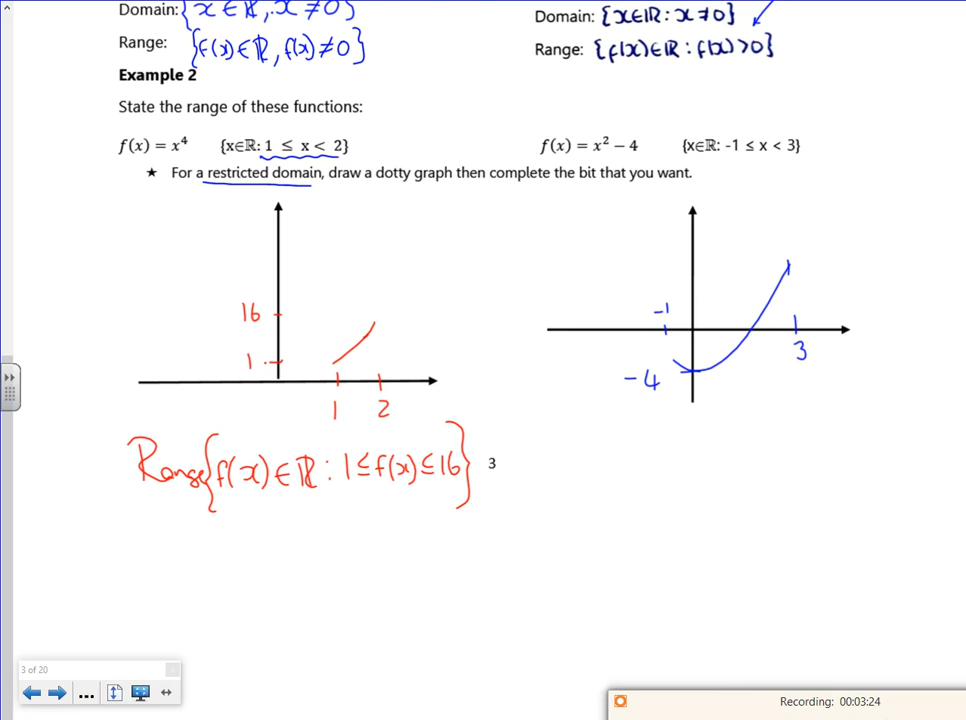 Domain: {x∈ℝ, x≠0}
Range: {f(x)∈ℝ, f(x)≠0}
Domain: {x∈ℝ: x≠0}
Range: {f(x)∈ℝ: f(x)>0}
Example 2
State the range of these functions:
f(x) = x⁴ {x∈ℝ: 1 ≤ x < 2}
f(x) = x² − 4 {x∈ℝ: -1 ≤ x < 3}
★ For a restricted domain, draw a dotty graph then complete the bit that you want.
16
1
1 2
-1
3
-4
Range{f(x)∈ℝ: 1≤f(x)≤16}
3
3 of 20
Recording: 00:03:24